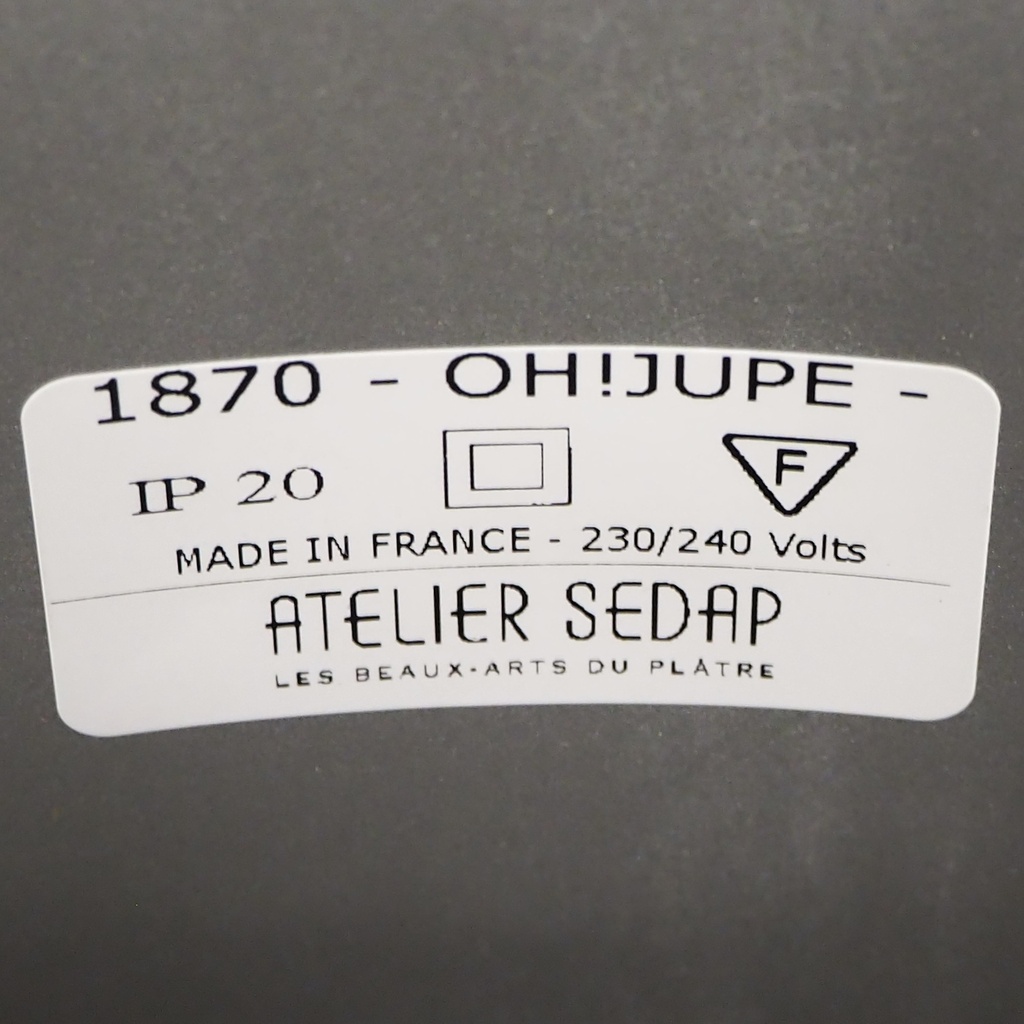 1870 - OH!JUPE -
IP 20 F
MADE IN FRANCE - 230/240 Volts
ATELIER SEDAP
LES BEAUX-ARTS DU PLÂTRE